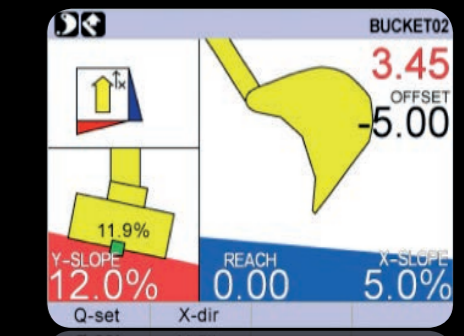 BUCKET02
3.45
OFFSET
-5.00
x
11.9%
Y-SLOPE
12.0%
REACH
0.00
X-SLOPE
5.0%
Q-set X-dir